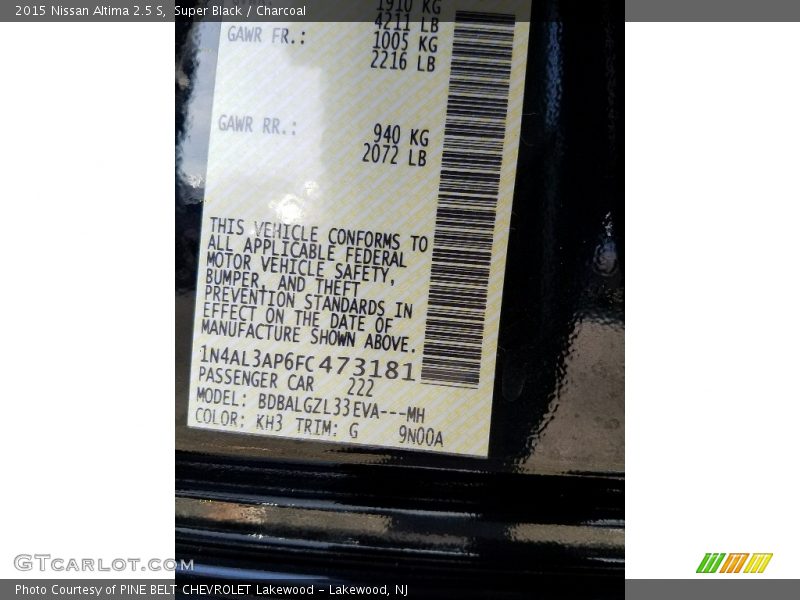 2015 Nissan Altima 2.5 S, Super Black / Charcoal
1910 KG
4211 LB
GAWR FR.: 1005 KG
2216 LB
GAWR RR.: 940 KG
2072 LB
THIS VEHICLE CONFORMS TO
ALL APPLICABLE FEDERAL
MOTOR VEHICLE SAFETY,
BUMPER, AND THEFT
PREVENTION STANDARDS IN
EFFECT ON THE DATE OF
MANUFACTURE SHOWN ABOVE.
1N4AL3AP6FC473181
PASSENGER CAR 222
MODEL: BDBALGZL33EVA---MH
COLOR: KH3 TRIM: G 9N00A
GTCarlot.com
Photo Courtesy of PINE BELT CHEVROLET Lakewood - Lakewood, NJ